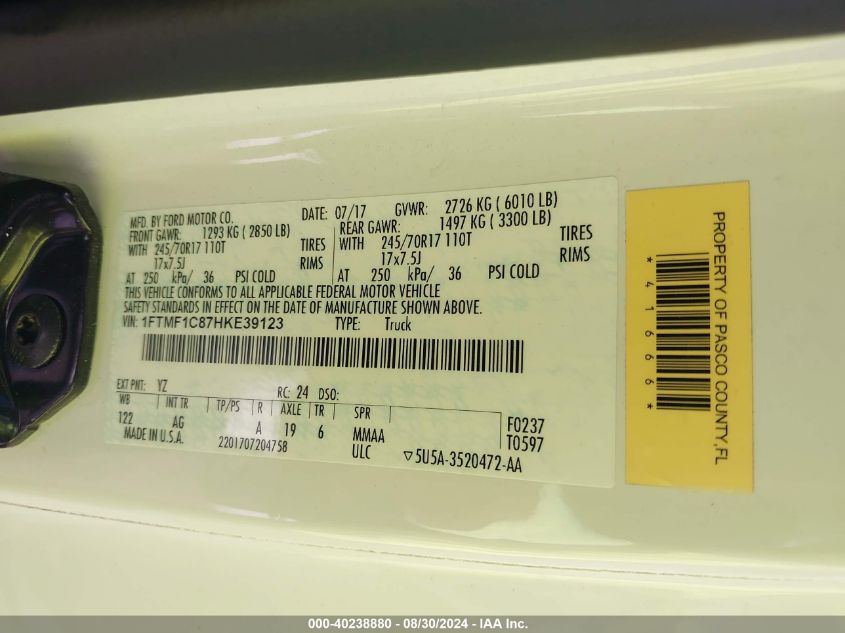 MFD. BY FORD MOTOR CO.
DATE: 07/17
GVWR: 2726 KG ( 6010 LB)
FRONT GAWR: 1293 KG ( 2850 LB)
REAR GAWR: 1497 KG ( 3300 LB)
WITH 245/70R17 110T TIRES
WITH 245/70R17 110T TIRES
17x7.5J RIMS
17x7.5J RIMS
AT 250 kPa/ 36 PSI COLD
AT 250 kPa/ 36 PSI COLD
THIS VEHICLE CONFORMS TO ALL APPLICABLE FEDERAL MOTOR VEHICLE
SAFETY STANDARDS IN EFFECT ON THE DATE OF MANUFACTURE SHOWN ABOVE.
VIN: 1FTMF1C87HKE39123 TYPE: Truck
EXT PNT: YZ RC: 24 DSO:
WB INT TR TP/PS R AXLE TR SPR
122 AG A 19 6 MMAA
F0237
T0597
MADE IN U.S.A. 2201707204758 ULC ▽5U5A-3520472-AA
PROPERTY OF PASCO COUNTY,FL
* 4 1 6 6 6 *
000-40238880 - 08/30/2024 - IAA Inc.